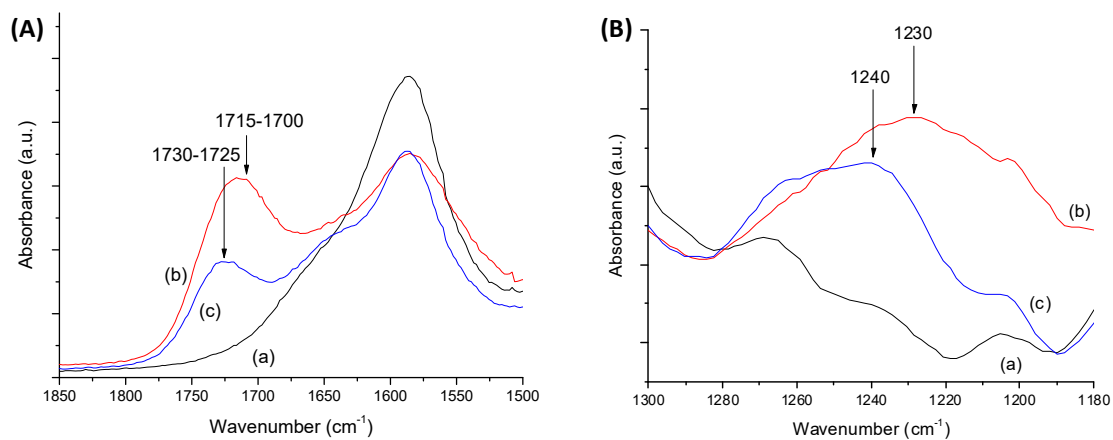 (A)
1715-1700
1730-1725
(b)
(c)
(a)
Absorbance (a.u.)
1850 1800 1750 1700 1650 1600 1550 1500
Wavenumber (cm⁻¹)
(B)
1230
1240
(b)
(c)
(a)
Absorbance (a.u.)
1300 1280 1260 1240 1220 1200 1180
Wavenumber (cm⁻¹)